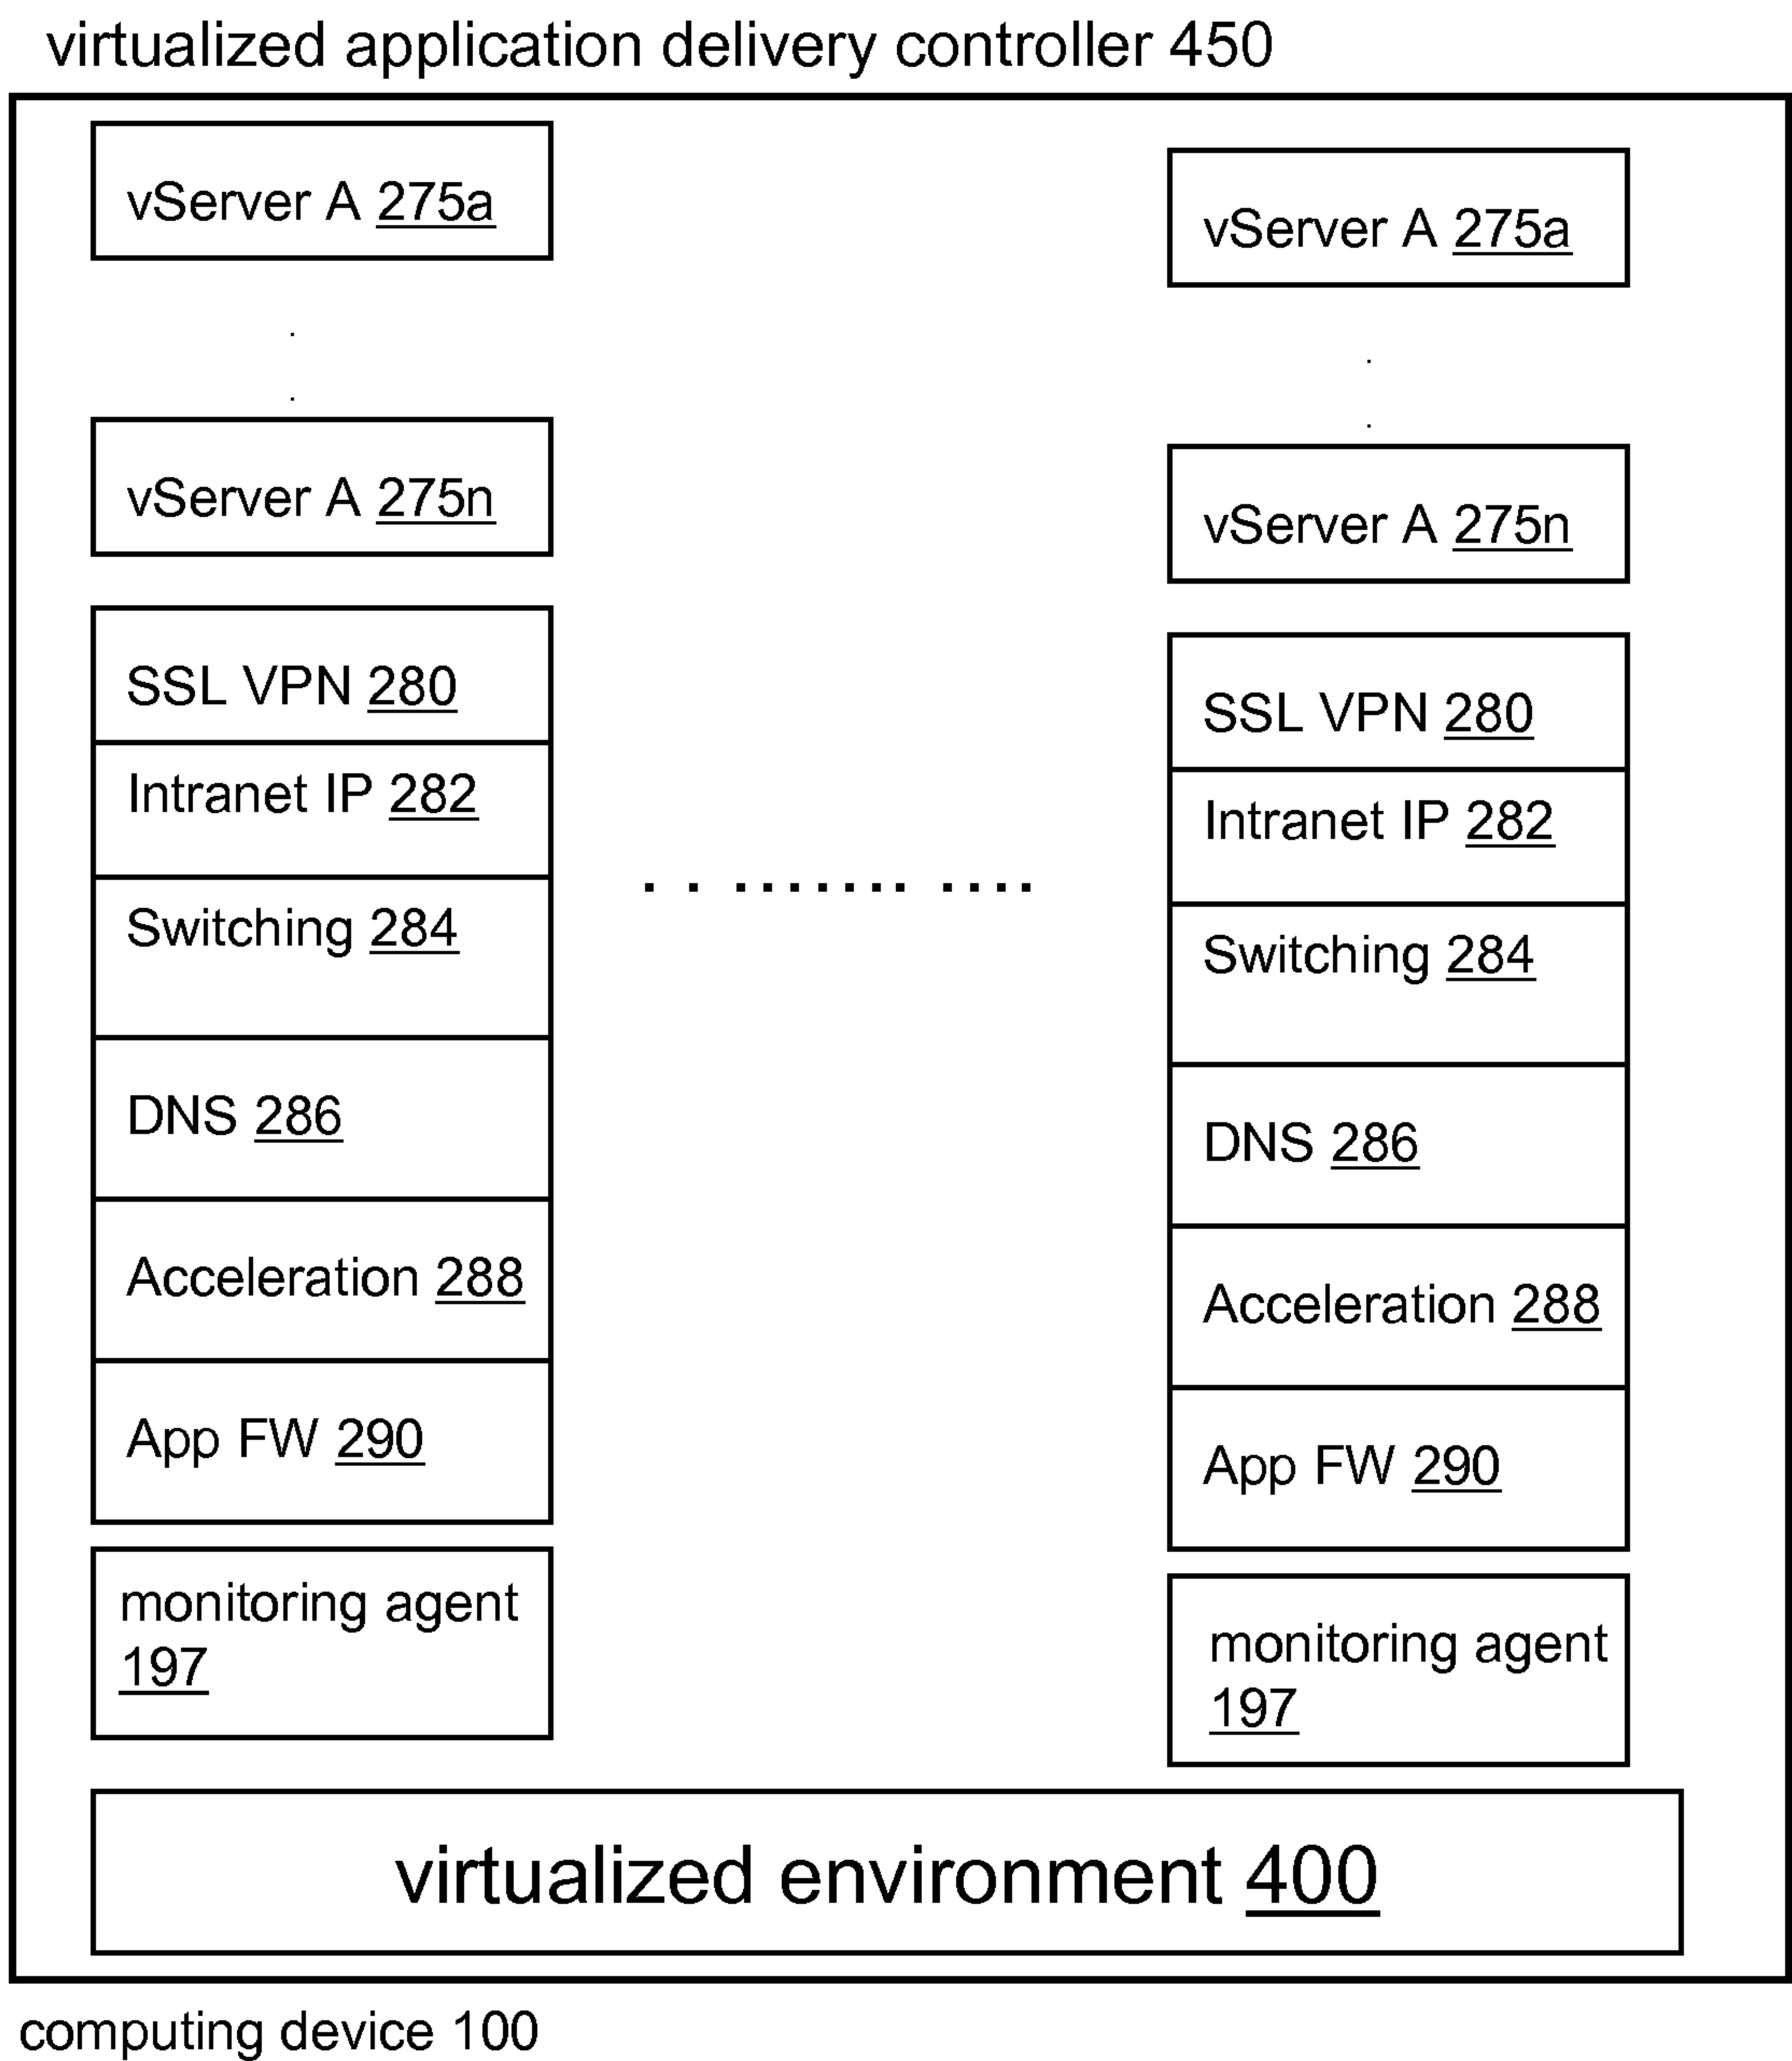 virtualized application delivery controller 450
vServer A 275a
vServer A 275n
SSL VPN 280
Intranet IP 282
Switching 284
DNS 286
Acceleration 288
App FW 290
monitoring agent
197
vServer A 275a
vServer A 275n
SSL VPN 280
Intranet IP 282
Switching 284
DNS 286
Acceleration 288
App FW 290
monitoring agent
197
virtualized environment 400
computing device 100